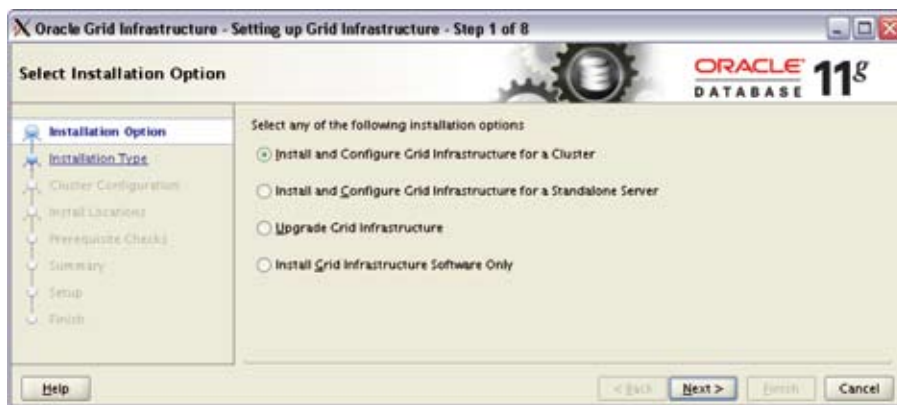 Oracle Grid Infrastructure - Setting up Grid Infrastructure - Step 1 of 8
Select Installation Option
ORACLE
DATABASE 11g
Installation Option
Installation Type
Cluster Configuration
Install Locations
Prerequisite Checks
Summary
Setup
Finish
Select any of the following installation options
Install and Configure Grid Infrastructure for a Cluster
Install and Configure Grid Infrastructure for a Standalone Server
Upgrade Grid Infrastructure
Install Grid Infrastructure Software Only
Help
< Back
Next >
Finish
Cancel